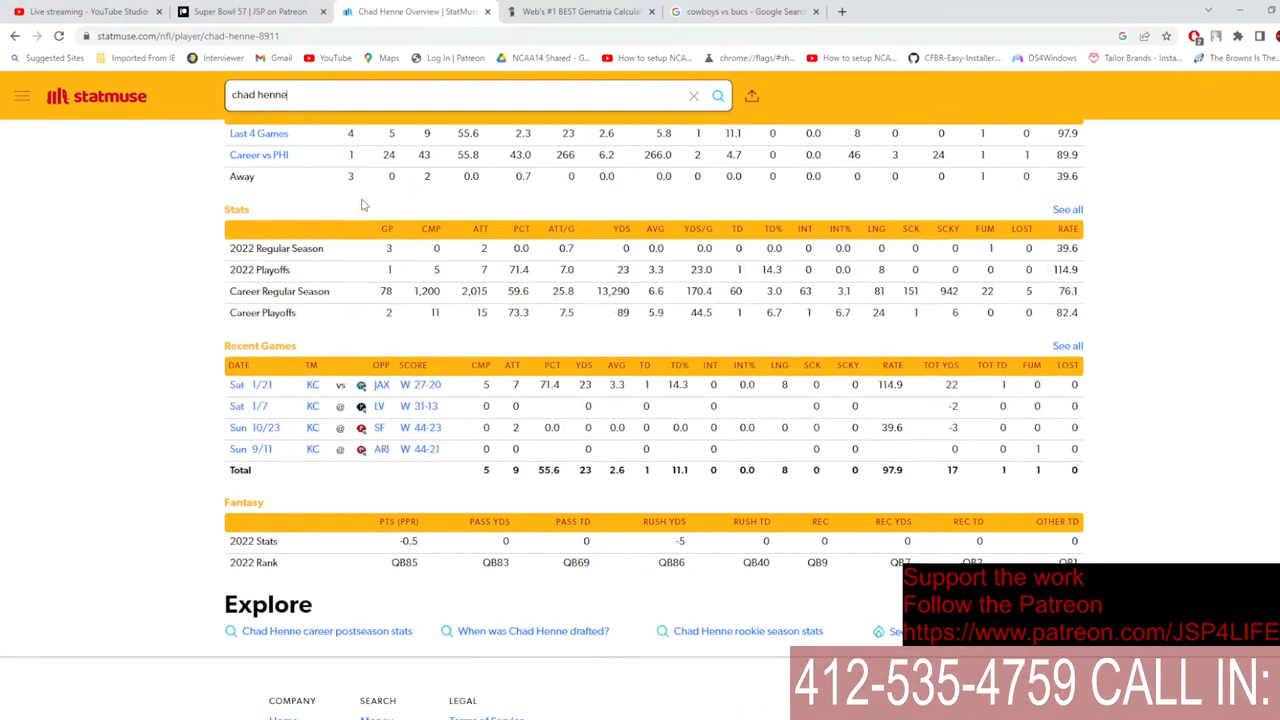 Live streaming - YouTube Studio
Super Bowl 57 | JSP on Patreon
Chad Henne Overview | StatMuse
Web's #1 BEST Gematria Calculat
cowboys vs bucs - Google Search
statmuse.com/nfl/player/chad-henne-8911
Suggested Sites
Imported From IE
Interviewer
Gmail
YouTube
Maps
Log In | Patreon
NCAA14 Shared - G...
How to setup NCA...
chrome://flags/#sh...
How to setup NCA...
CFBR-Easy-Installer...
DS4Windows
Tailor Brands - Insta...
The Browns Is The...
statmuse
chad henne
Last 4 Games 4 5 9 55.6 2.3 23 2.6 5.8 1 11.1 0 0.0 8 0 0 1 0 97.9
Career vs PHI 1 24 43 55.8 43.0 266 6.2 266.0 2 4.7 0 0.0 46 3 24 1 1 89.9
Away 3 0 2 0.0 0.7 0 0.0 0.0 0 0.0 0 0.0 0 0 0 1 0 39.6
Stats See all
GP CMP ATT PCT ATT/G YDS AVG YDS/G TD TD% INT INT% LNG SCK SCKY FUM LOST RATE
2022 Regular Season 3 0 2 0.0 0.7 0 0.0 0.0 0 0.0 0 0.0 0 0 0 1 0 39.6
2022 Playoffs 1 5 7 71.4 7.0 23 3.3 23.0 1 14.3 0 0.0 8 0 0 0 0 114.9
Career Regular Season 78 1,200 2,015 59.6 25.8 13,290 6.6 170.4 60 3.0 63 3.1 81 151 942 22 5 76.1
Career Playoffs 2 11 15 73.3 7.5 89 5.9 44.5 1 6.7 1 6.7 24 1 6 0 0 82.4
Recent Games See all
DATE TM OPP SCORE CMP ATT PCT YDS AVG TD TD% INT INT% LNG SCK SCKY RATE TOT YDS TOT TD FUM LOST
Sat 1/21 KC vs JAX W 27-20 5 7 71.4 23 3.3 1 14.3 0 0.0 8 0 0 114.9 22 1 0 0
Sat 1/7 KC @ LV W 31-13 0 0 0 0 0 0 0 -2 0 0
Sun 10/23 KC @ SF W 44-23 0 2 0.0 0 0.0 0 0.0 0 0.0 0 0 0 39.6 -3 0 0
Sun 9/11 KC @ ARI W 44-21 0 0 0 0 0 0 0 1 0
Total 5 9 55.6 23 2.6 1 11.1 0 0.0 8 0 0 97.9 17 1 1 0
Fantasy
PTS (PPR) PASS YDS PASS TD RUSH YDS RUSH TD REC REC YDS REC TD OTHER TD
2022 Stats -0.5 0 0 -5 0 0 0 0 0
2022 Rank QB85 QB83 QB69 QB86 QB40 QB9 QB7 QB2 QB1
Explore
Chad Henne career postseason stats
When was Chad Henne drafted?
Chad Henne rookie season stats
Support the work
Follow the Patreon
https://www.patreon.com/JSP4LIFE
412-535-4759 CALL IN:
COMPANY SEARCH LEGAL
Home Money Terms of Service